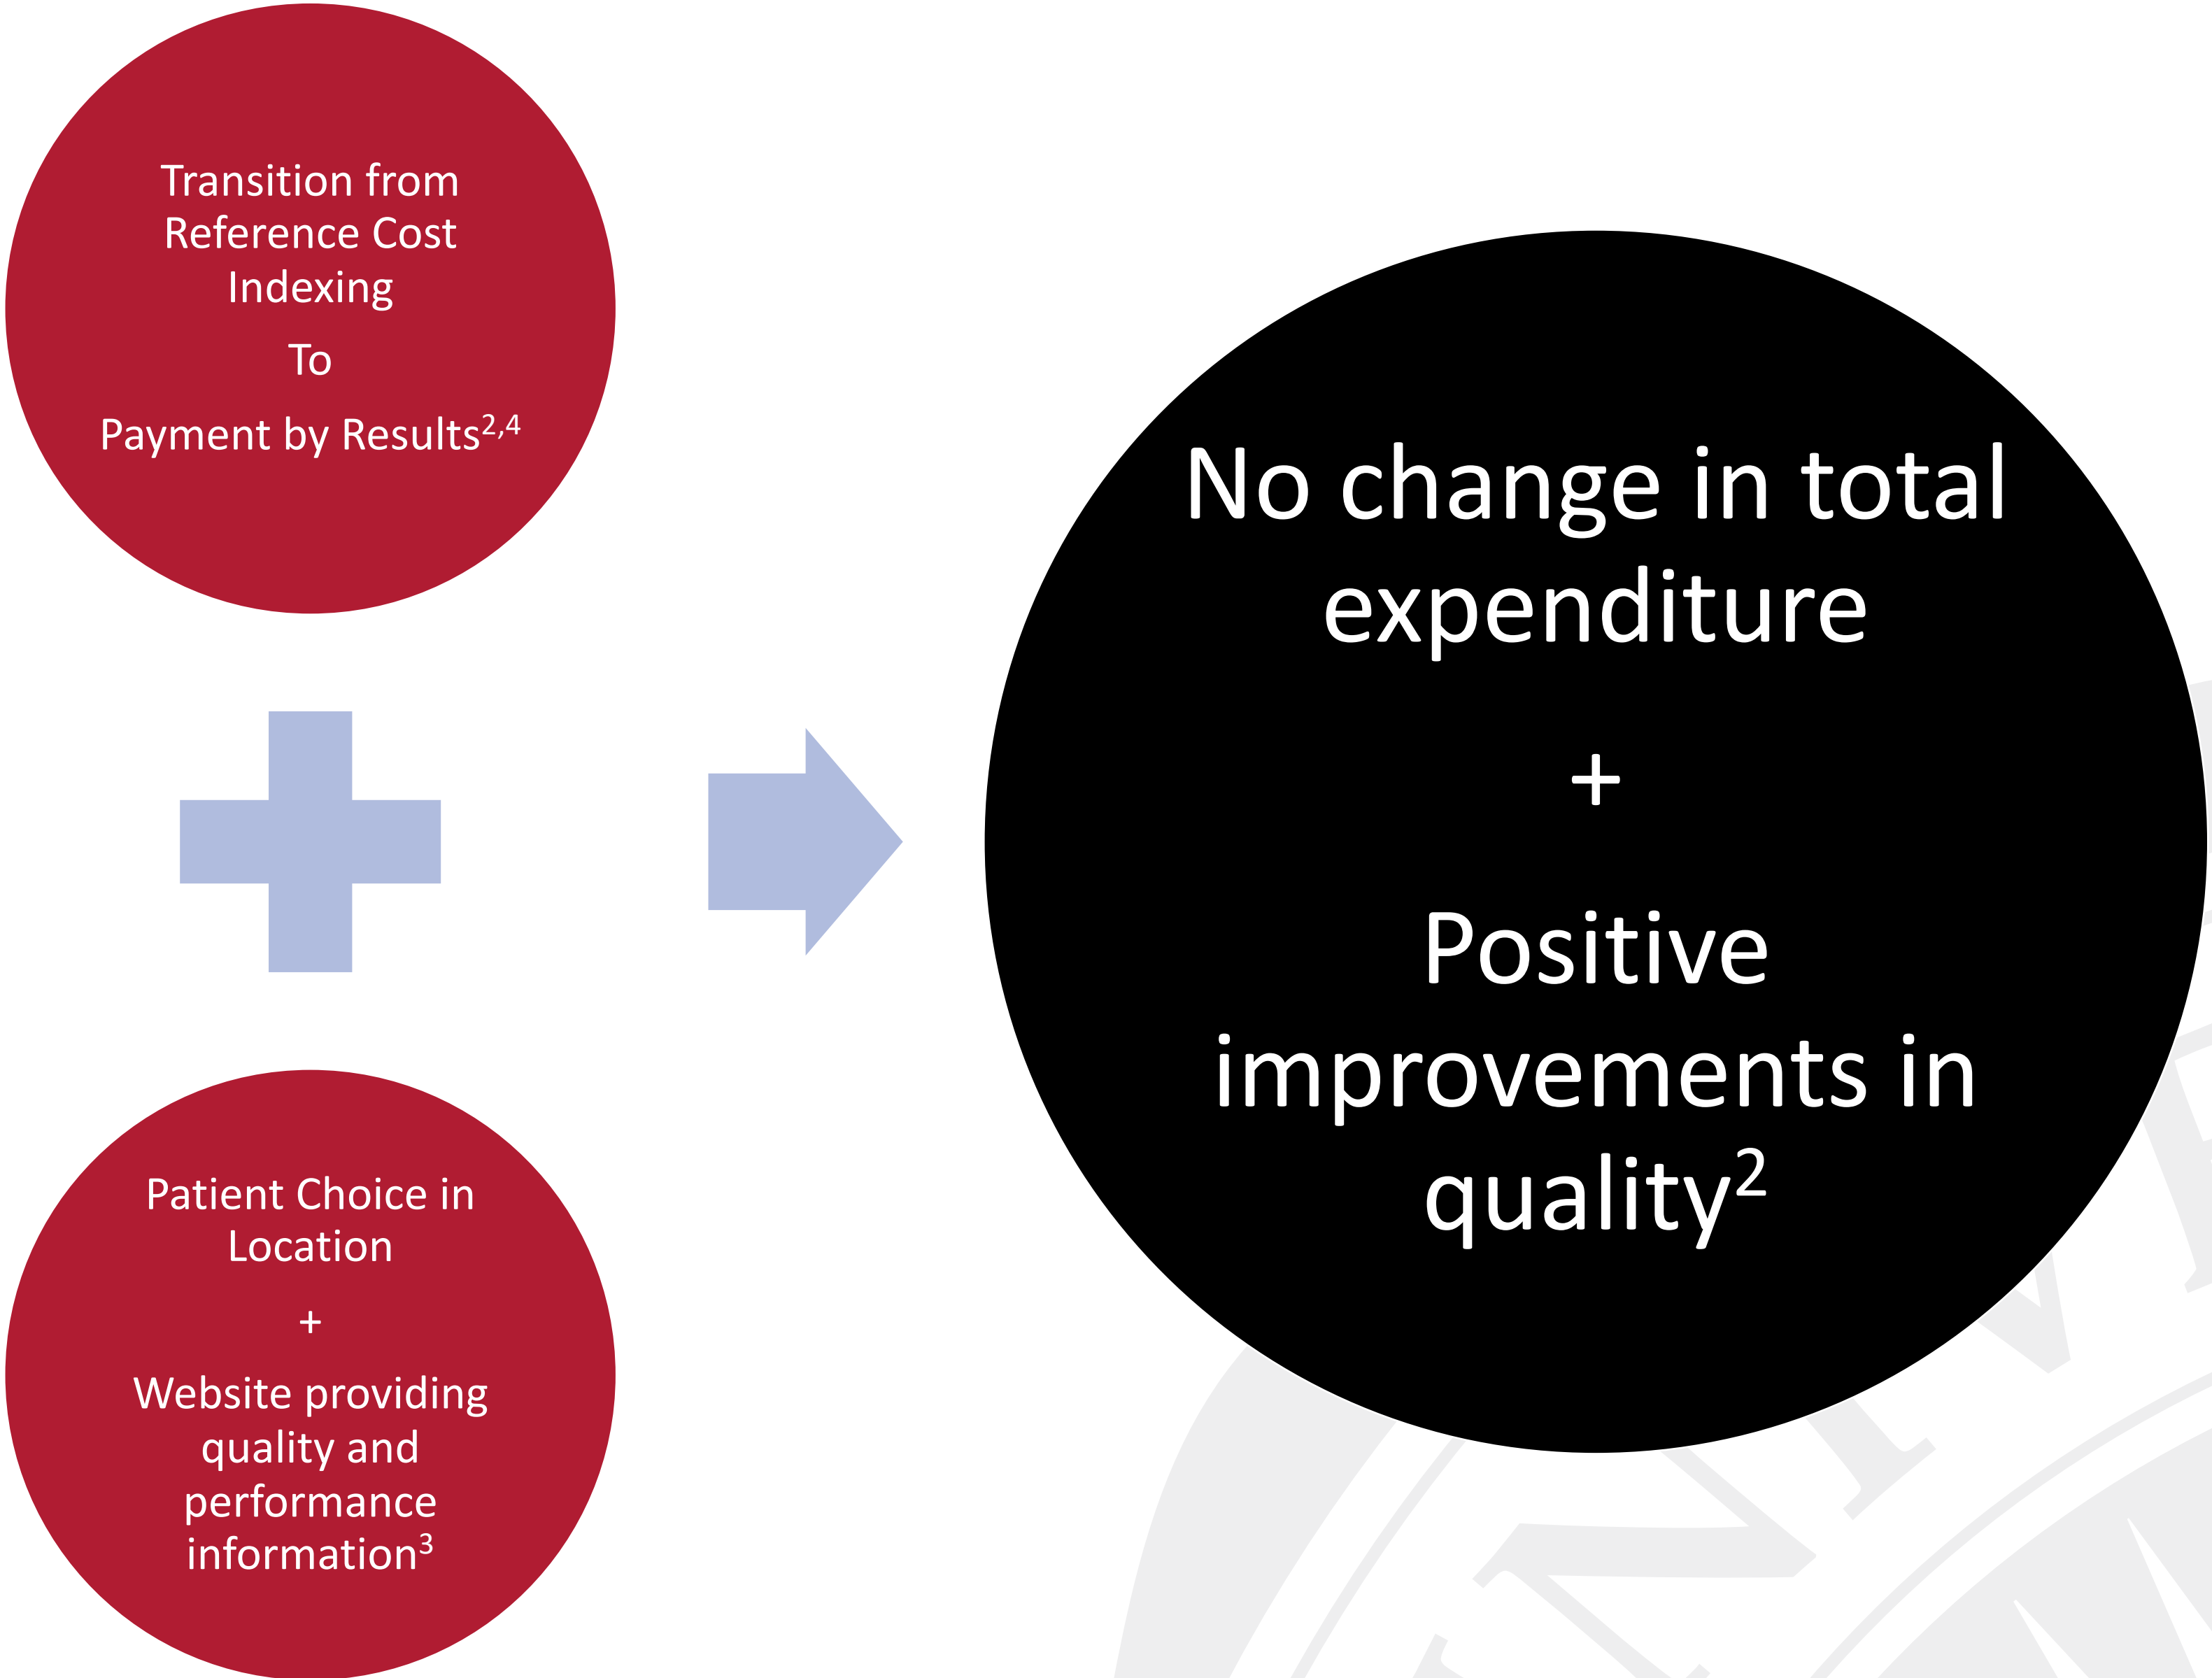 Transition from
Reference Cost
Indexing
To
Payment by Results²,⁴
Patient Choice in
Location
+
Website providing
quality and
performance
information³
No change in total
expenditure
+
Positive
improvements in
quality²